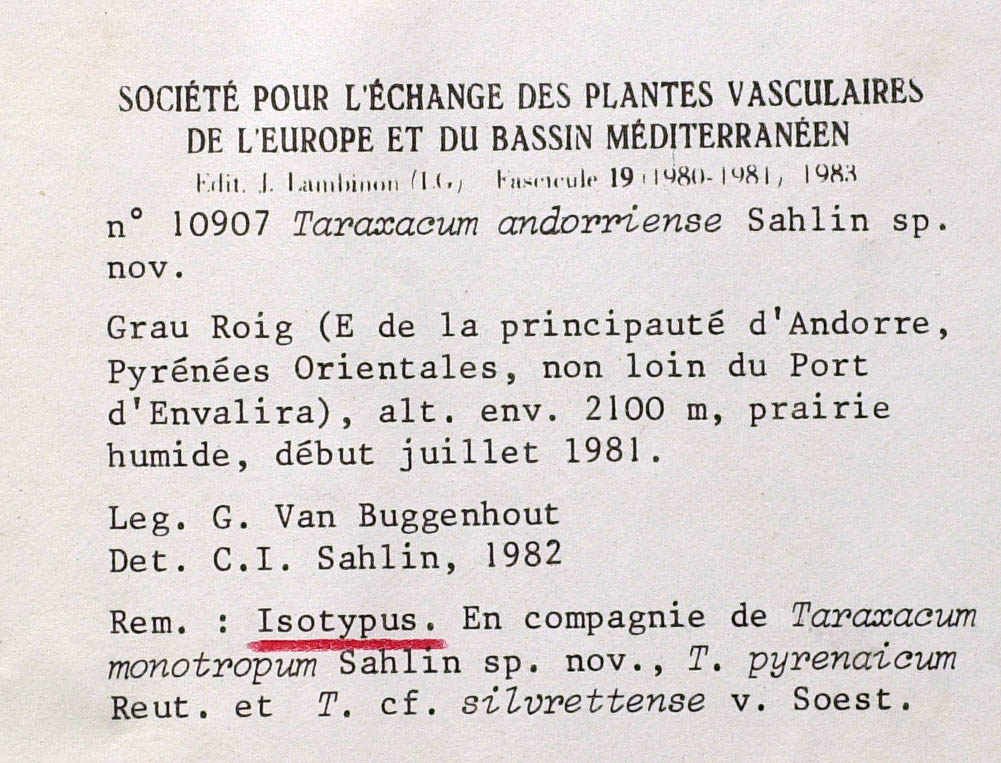 SOCIÉTÉ POUR L'ÉCHANGE DES PLANTES VASCULAIRES
DE L'EUROPE ET DU BASSIN MÉDITERRANÉEN
Edit. J. Lambinon (LG) Fascicule 19 (1980-1981) 1983
n° 10907 Taraxacum andorriense Sahlin sp.
nov.
Grau Roig (E de la principauté d'Andorre,
Pyrénées Orientales, non loin du Port
d'Envalira), alt. env. 2100 m, prairie
humide, début juillet 1981.
Leg. G. Van Buggenhout
Det. C.I. Sahlin, 1982
Rem. : Isotypus. En compagnie de Taraxacum
monotropum Sahlin sp. nov., T. pyrenaicum
Reut. et T. cf. silvrettense v. Soest.